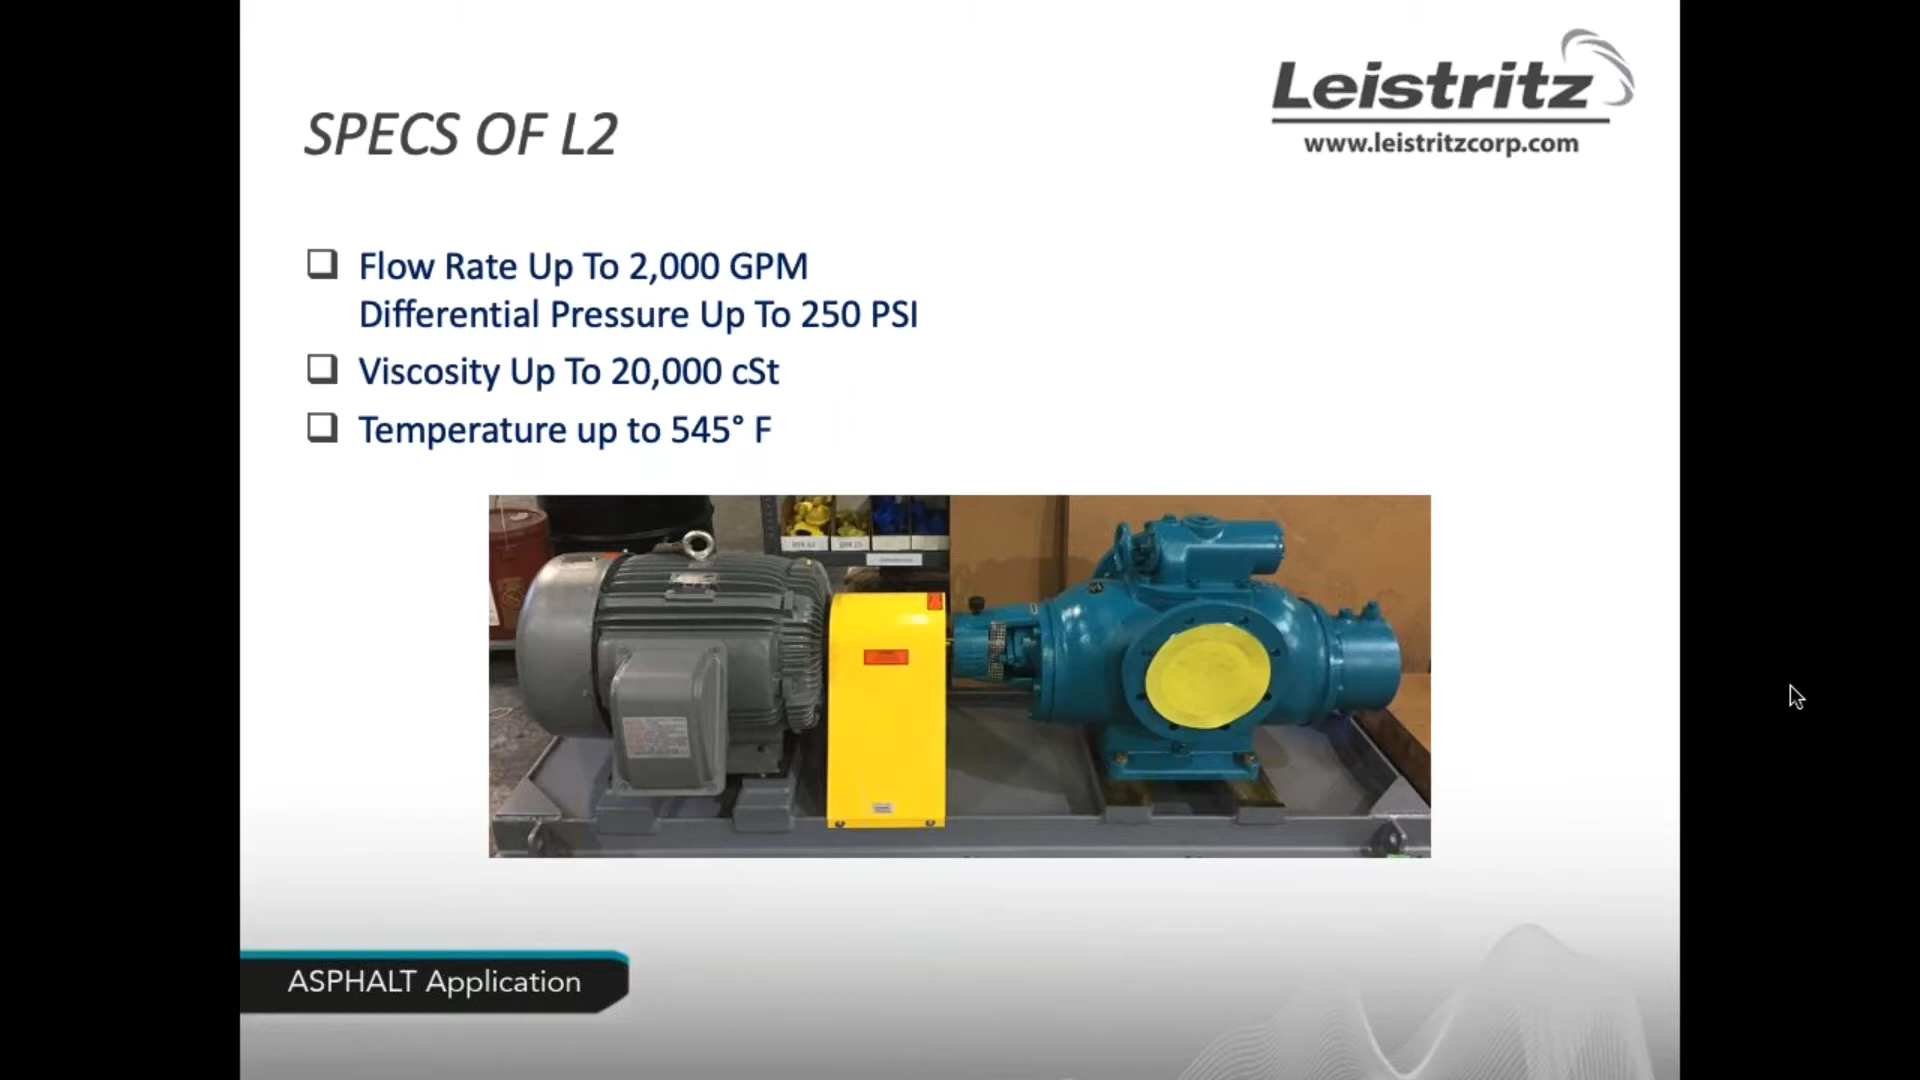 Leistritz
www.leistritzcorp.com
SPECS OF L2
Flow Rate Up To 2,000 GPM
Differential Pressure Up To 250 PSI
Viscosity Up To 20,000 cSt
Temperature up to 545° F
ASPHALT Application